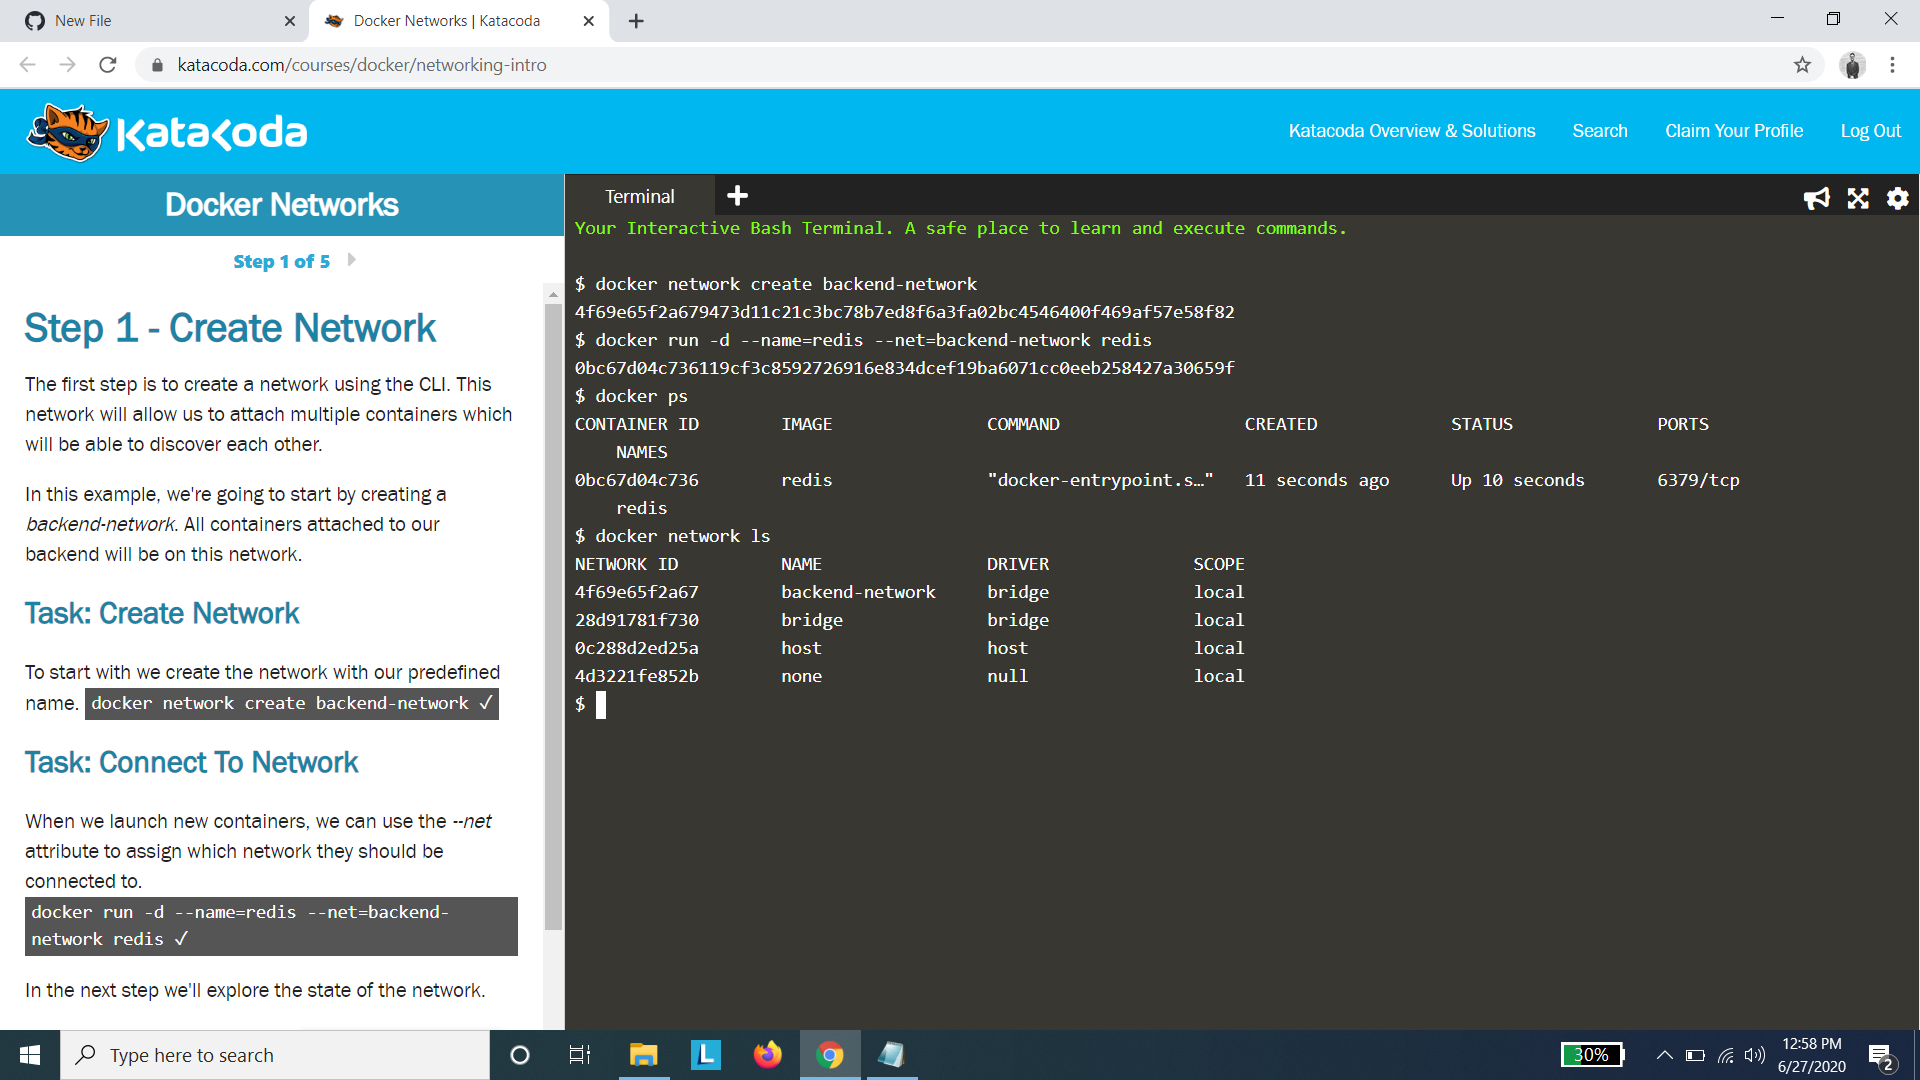 New File
Docker Networks | Katacoda
katacoda.com/courses/docker/networking-intro
Katacoda
Katacoda Overview & Solutions
Search
Claim Your Profile
Log Out
Docker Networks
Step 1 of 5
Step 1 - Create Network
The first step is to create a network using the CLI. This
network will allow us to attach multiple containers which
will be able to discover each other.
In this example, we're going to start by creating a
backend-network. All containers attached to our
backend will be on this network.
Task: Create Network
To start with we create the network with our predefined
name. docker network create backend-network ✓
Task: Connect To Network
When we launch new containers, we can use the --net
attribute to assign which network they should be
connected to.
docker run -d --name=redis --net=backend-
network redis ✓
In the next step we'll explore the state of the network.
Terminal
Your Interactive Bash Terminal. A safe place to learn and execute commands.
$ docker network create backend-network
4f69e65f2a679473d11c21c3bc78b7ed8f6a3fa02bc4546400f469af57e58f82
$ docker run -d --name=redis --net=backend-network redis
0bc67d04c736119cf3c8592726916e834dcef19ba6071cc0eeb258427a30659f
$ docker ps
CONTAINER ID IMAGE COMMAND CREATED STATUS PORTS
NAMES
0bc67d04c736 redis "docker-entrypoint.s…" 11 seconds ago Up 10 seconds 6379/tcp
redis
$ docker network ls
NETWORK ID NAME DRIVER SCOPE
4f69e65f2a67 backend-network bridge local
28d91781f730 bridge bridge local
0c288d2ed25a host host local
4d3221fe852b none null local
$
Type here to search
L
30%
12:58 PM
6/27/2020
2